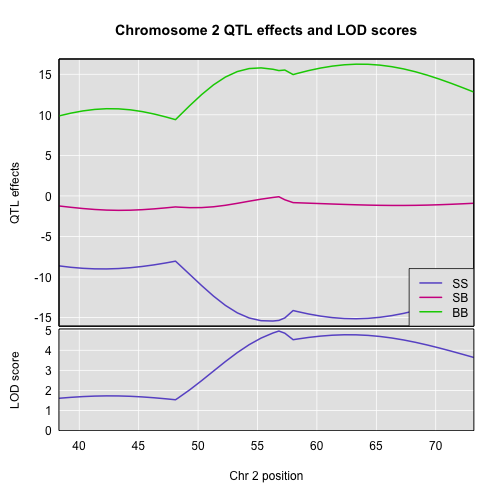 Chromosome 2 QTL effects and LOD scores
QTL effects
15
10
5
0
-5
-10
-15
SS
SB
BB
LOD score
5
4
3
2
1
0
40 45 50 55 60 65 70
Chr 2 position